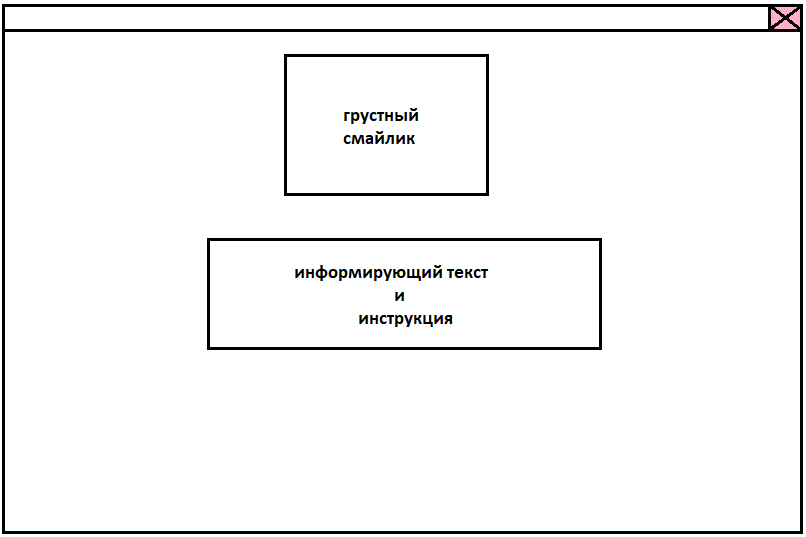 грустный
смайлик
информирующий текст
и
инструкция